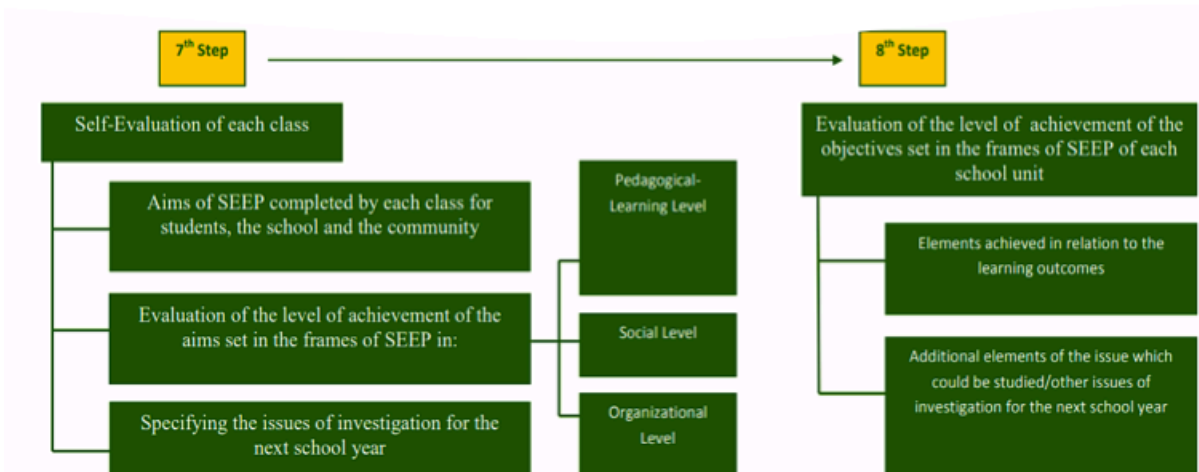 7th Step
8th Step
Self-Evaluation of each class
Aims of SEEP completed by each class for
students, the school and the community
Evaluation of the level of achievement of the
aims set in the frames of SEEP in:
Specifying the issues of investigation for the
next school year
Pedagogical-
Learning Level
Social Level
Organizational
Level
Evaluation of the level of achievement of the
objectives set in the frames of SEEP of each
school unit
Elements achieved in relation to the
learning outcomes
Additional elements of the issue which
could be studied/other issues of
investigation for the next school year